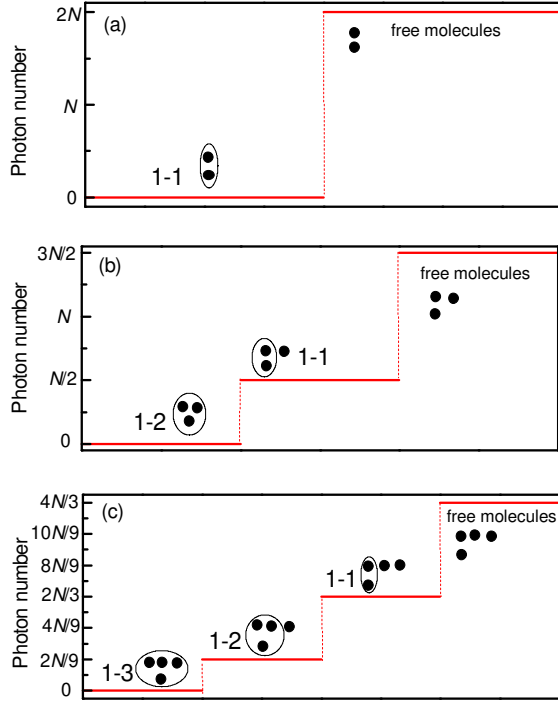 (a)
Photon number
2N
N
0
free molecules
1-1
(b)
Photon number
3N/2
N
N/2
0
free molecules
1-1
1-2
(c)
Photon number
4N/3
10N/9
8N/9
2N/3
4N/9
2N/9
0
free molecules
1-1
1-2
1-3